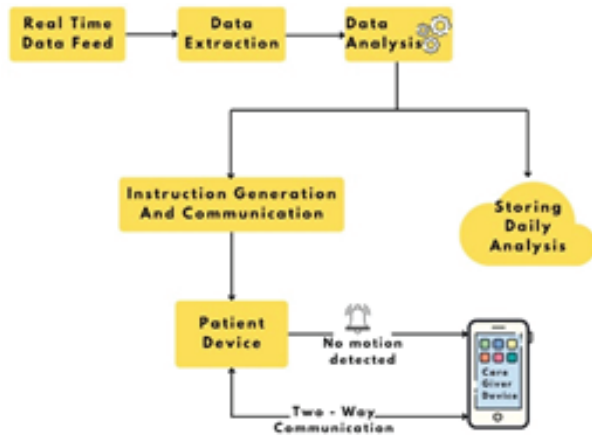 Real Time
Data Feed
Data
Extraction
Data
Analysis
Instruction Generation
And Communication
Storing
Daily
Analysis
Patient
Device
No motion
detected
Care
Giver
Device
Two - Way
Communication